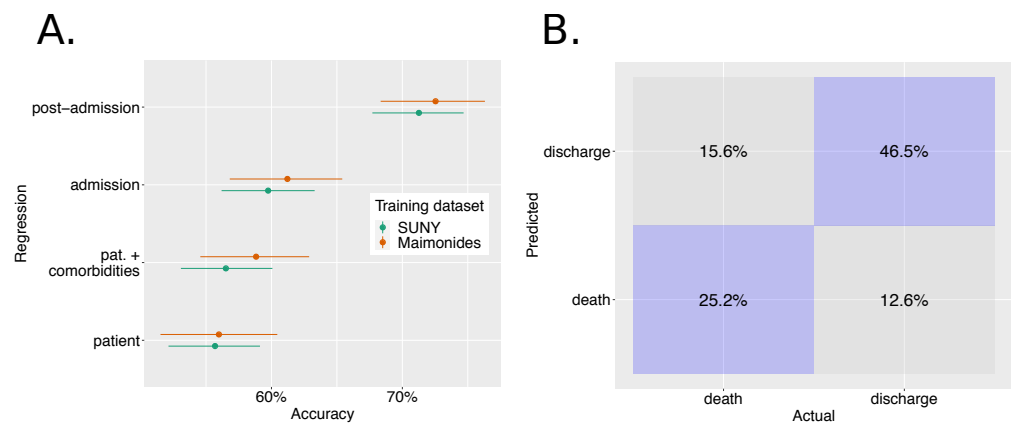 A.
Regression
post–admission
admission
pat. +
comorbidities
patient
60%
70%
Accuracy
Training dataset
SUNY
Maimonides
B.
Predicted
discharge
death
15.6%
46.5%
25.2%
12.6%
death
discharge
Actual